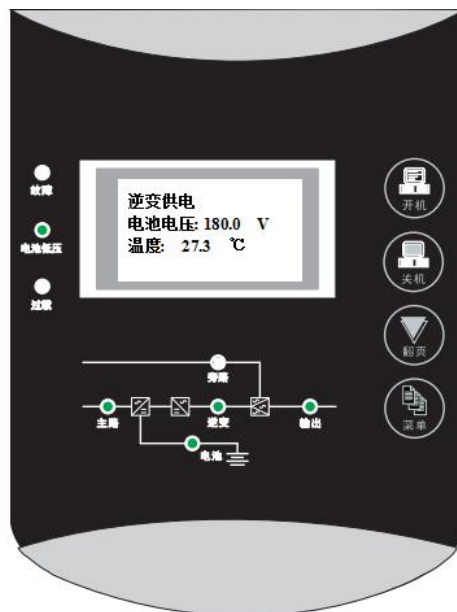 逆变供电
电池电压: 180.0 V
温度: 27.3 ℃
故障
电池低压
过载
开机
关机
翻页
菜单
旁路
主路
逆变
输出
电池